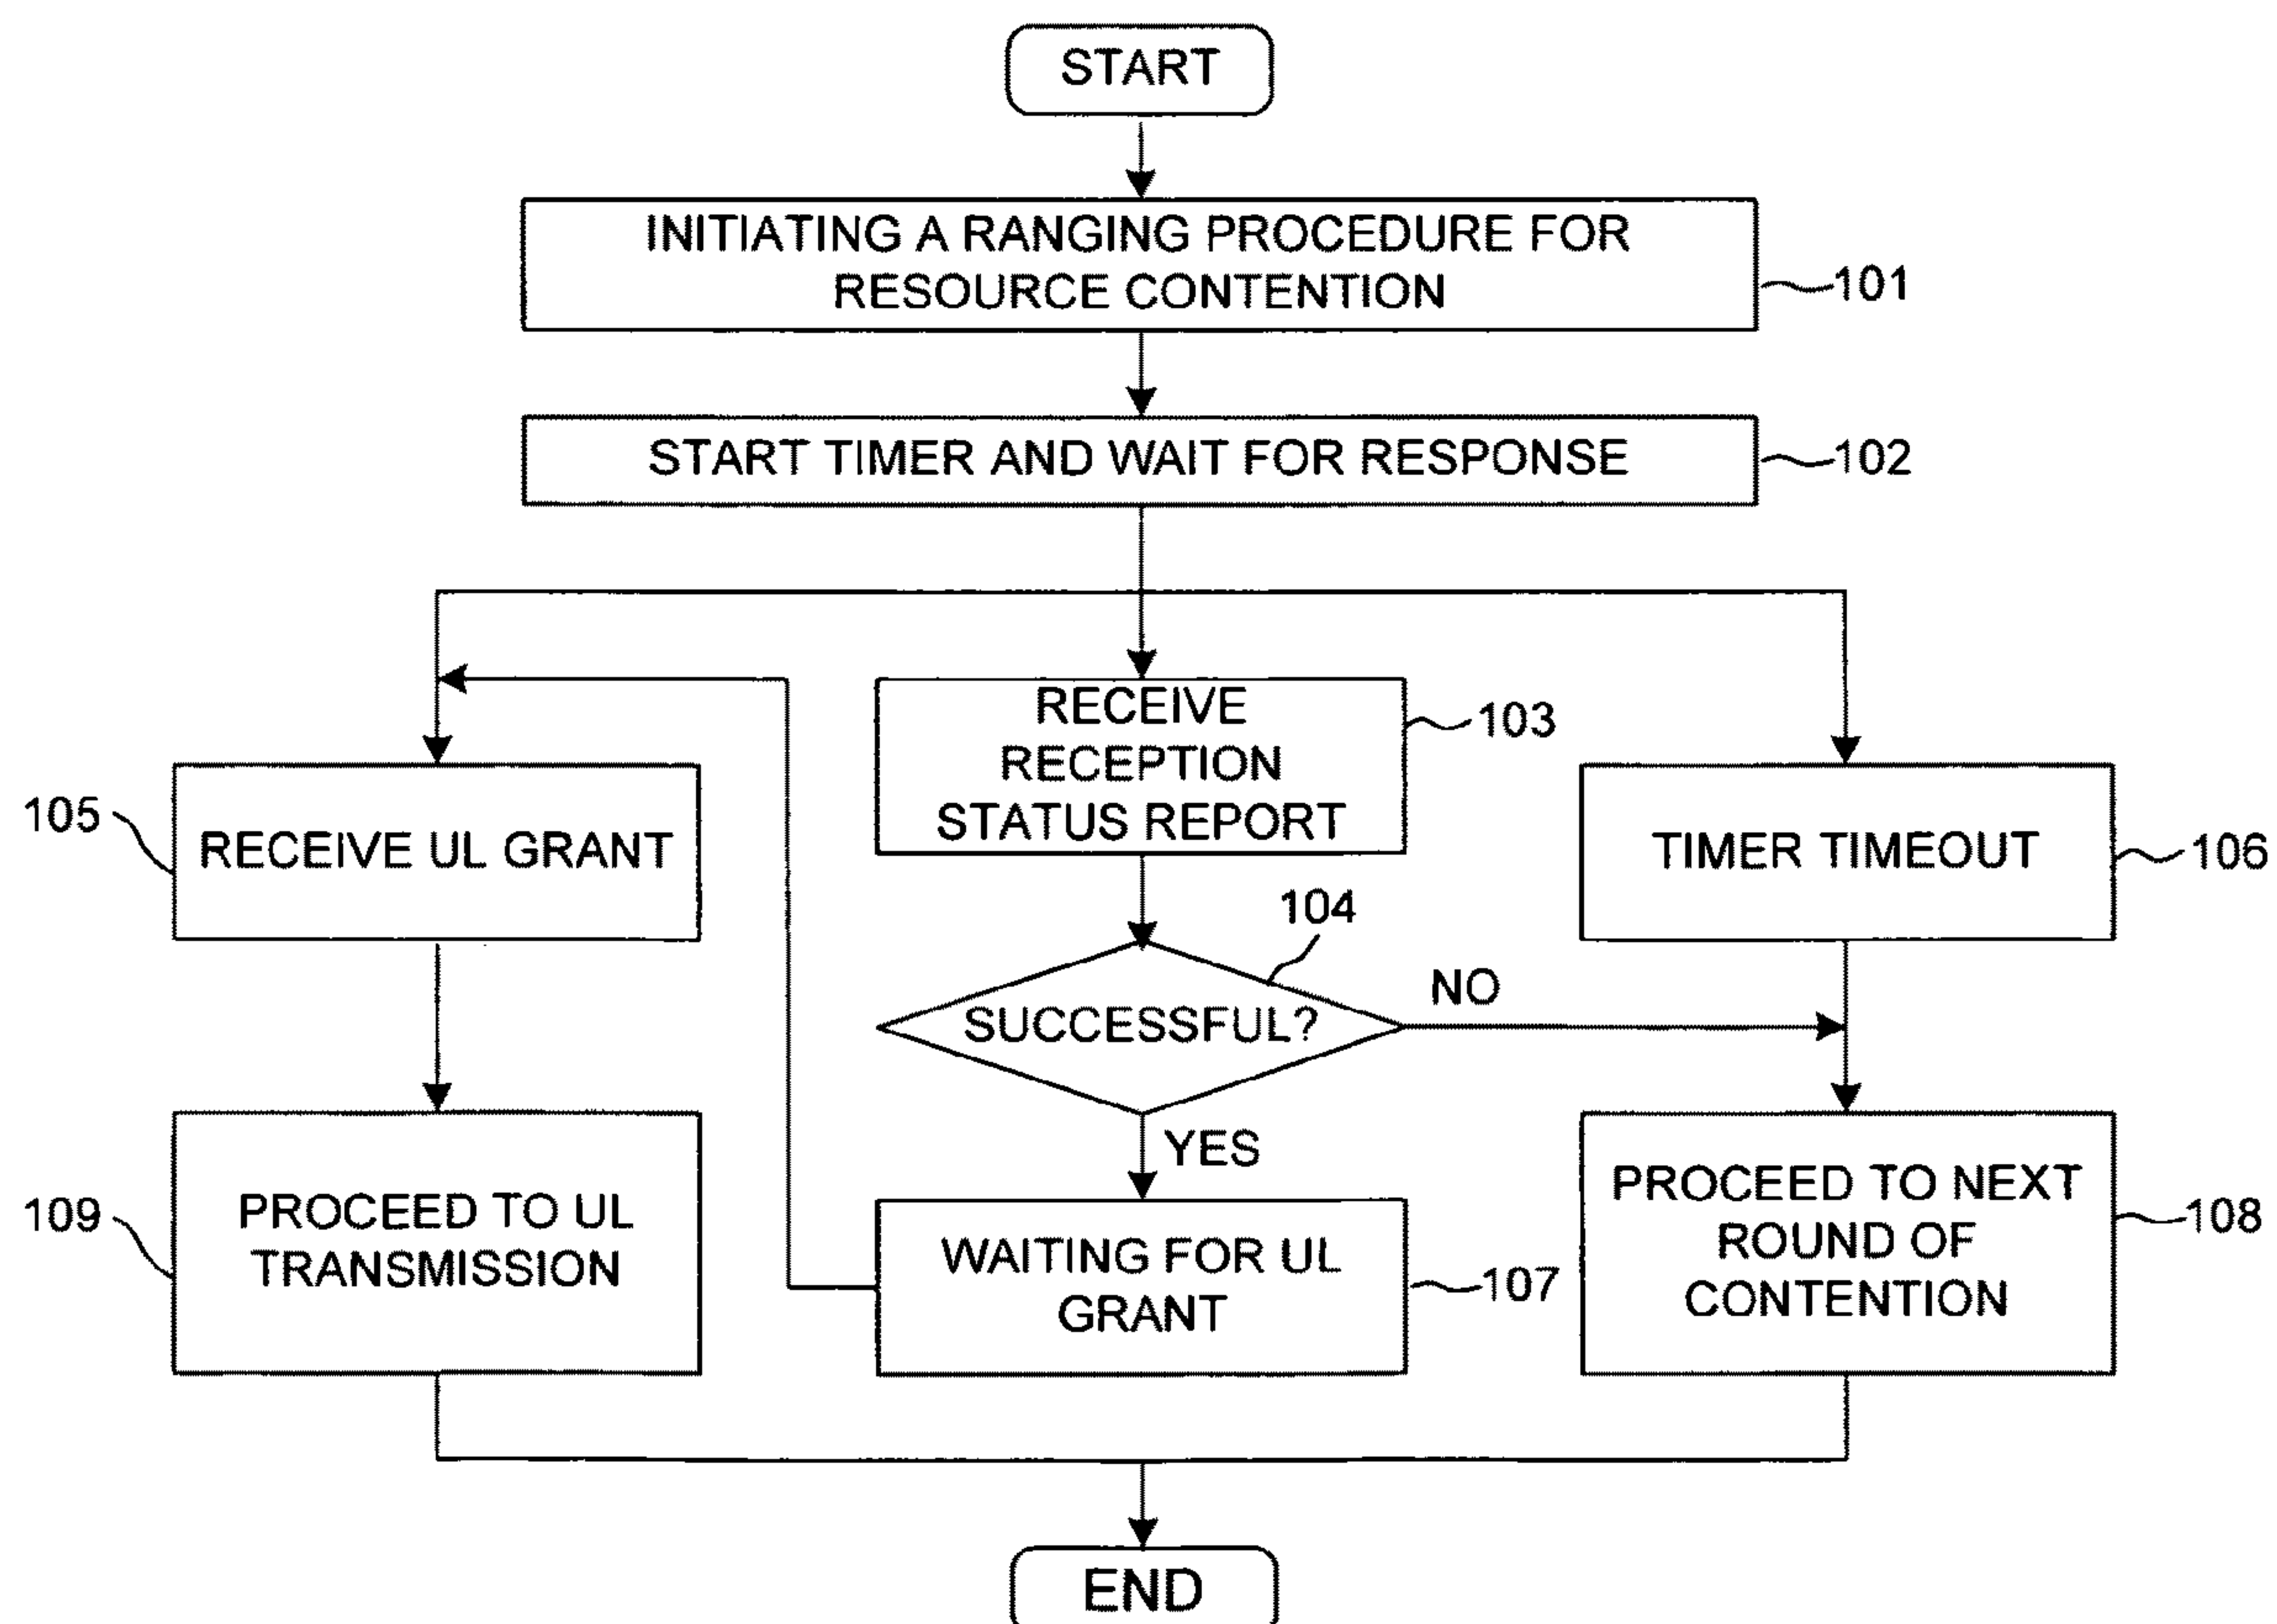 START
INITIATING A RANGING PROCEDURE FOR
RESOURCE CONTENTION
101
START TIMER AND WAIT FOR RESPONSE
102
RECEIVE
RECEPTION
STATUS REPORT
103
105
RECEIVE UL GRANT
TIMER TIMEOUT
106
104
SUCCESSFUL?
NO
YES
109
PROCEED TO UL
TRANSMISSION
WAITING FOR UL
GRANT
107
PROCEED TO NEXT
ROUND OF
CONTENTION
108
END